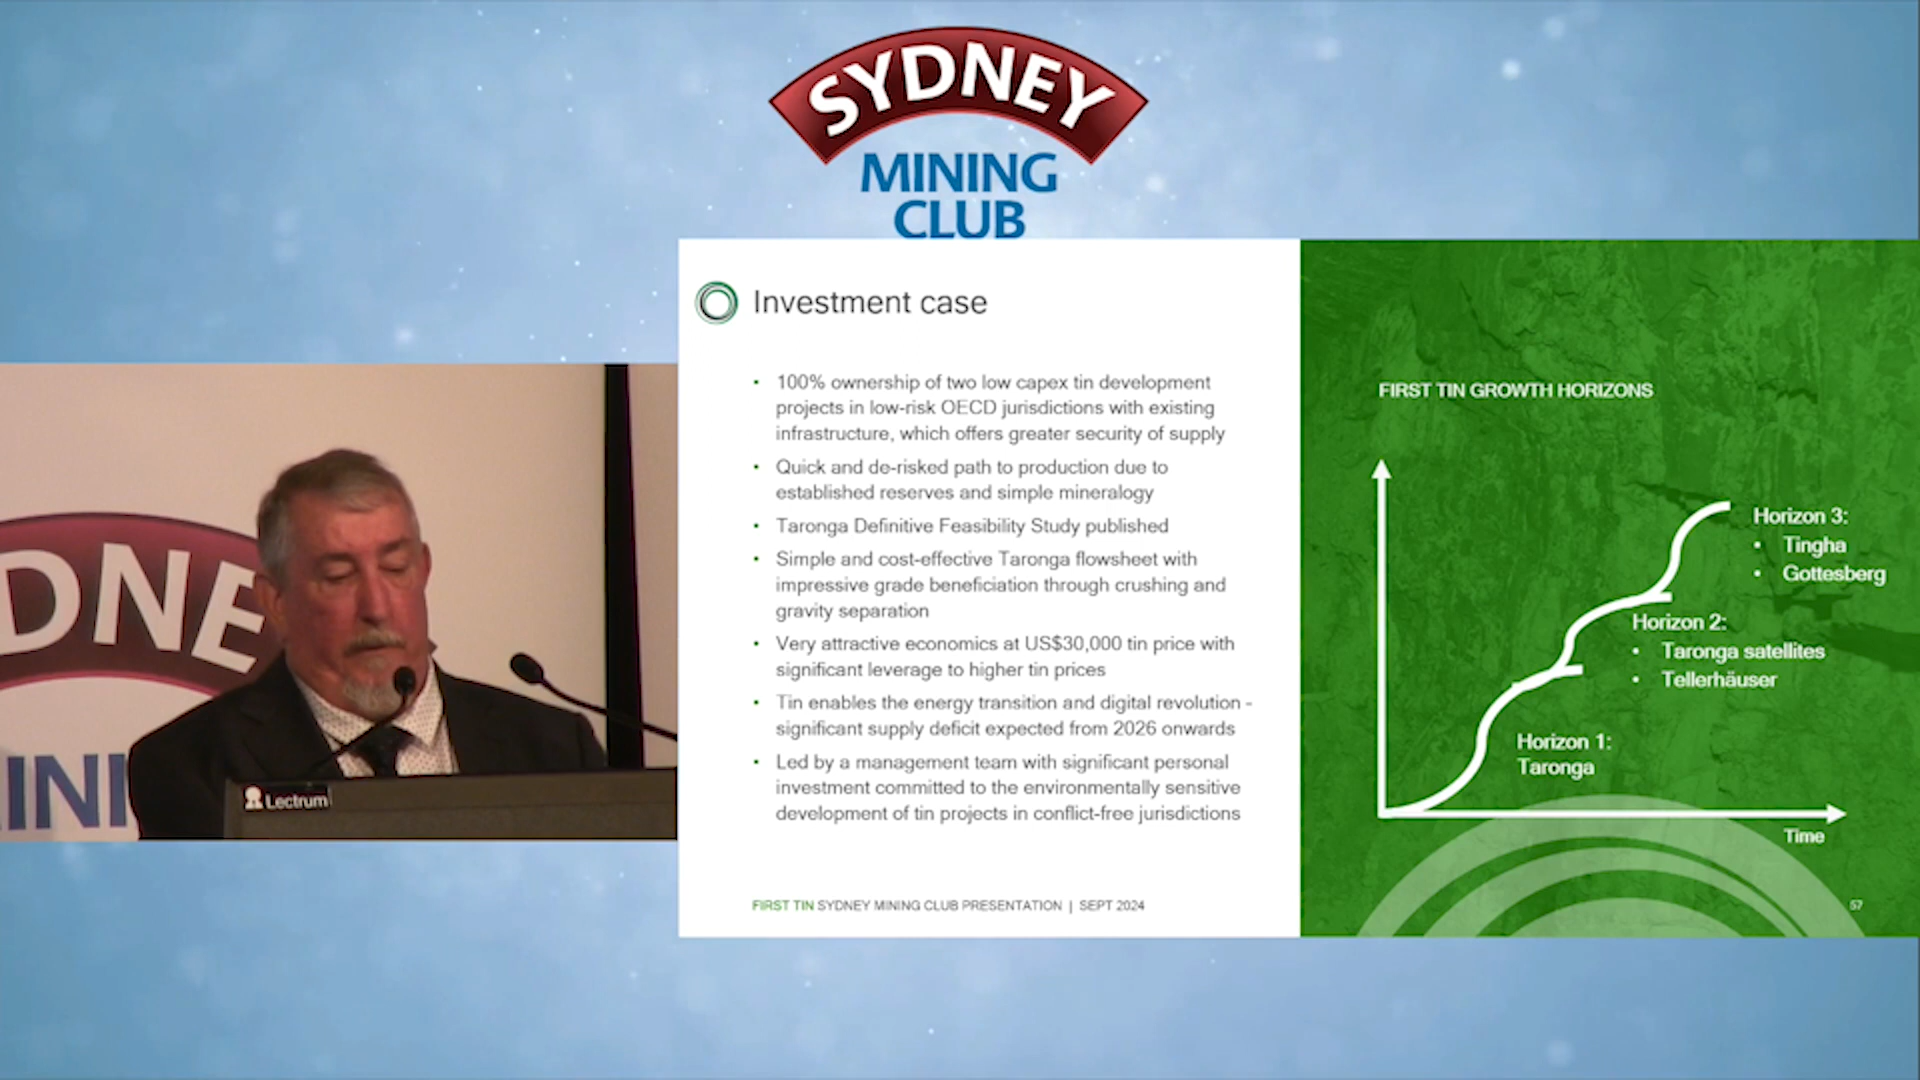 SYDNEY
MINING
CLUB
DNE
INI
Lectrum
Investment case
• 100% ownership of two low capex tin development
projects in low-risk OECD jurisdictions with existing
infrastructure, which offers greater security of supply
• Quick and de-risked path to production due to
established reserves and simple mineralogy
• Taronga Definitive Feasibility Study published
• Simple and cost-effective Taronga flowsheet with
impressive grade beneficiation through crushing and
gravity separation
• Very attractive economics at US$30,000 tin price with
significant leverage to higher tin prices
• Tin enables the energy transition and digital revolution -
significant supply deficit expected from 2026 onwards
• Led by a management team with significant personal
investment committed to the environmentally sensitive
development of tin projects in conflict-free jurisdictions
FIRST TIN SYDNEY MINING CLUB PRESENTATION | SEPT 2024
FIRST TIN GROWTH HORIZONS
Horizon 3:
• Tingha
• Gottesberg
Horizon 2:
• Taronga satellites
• Tellerhäuser
Horizon 1:
Taronga
Time
57